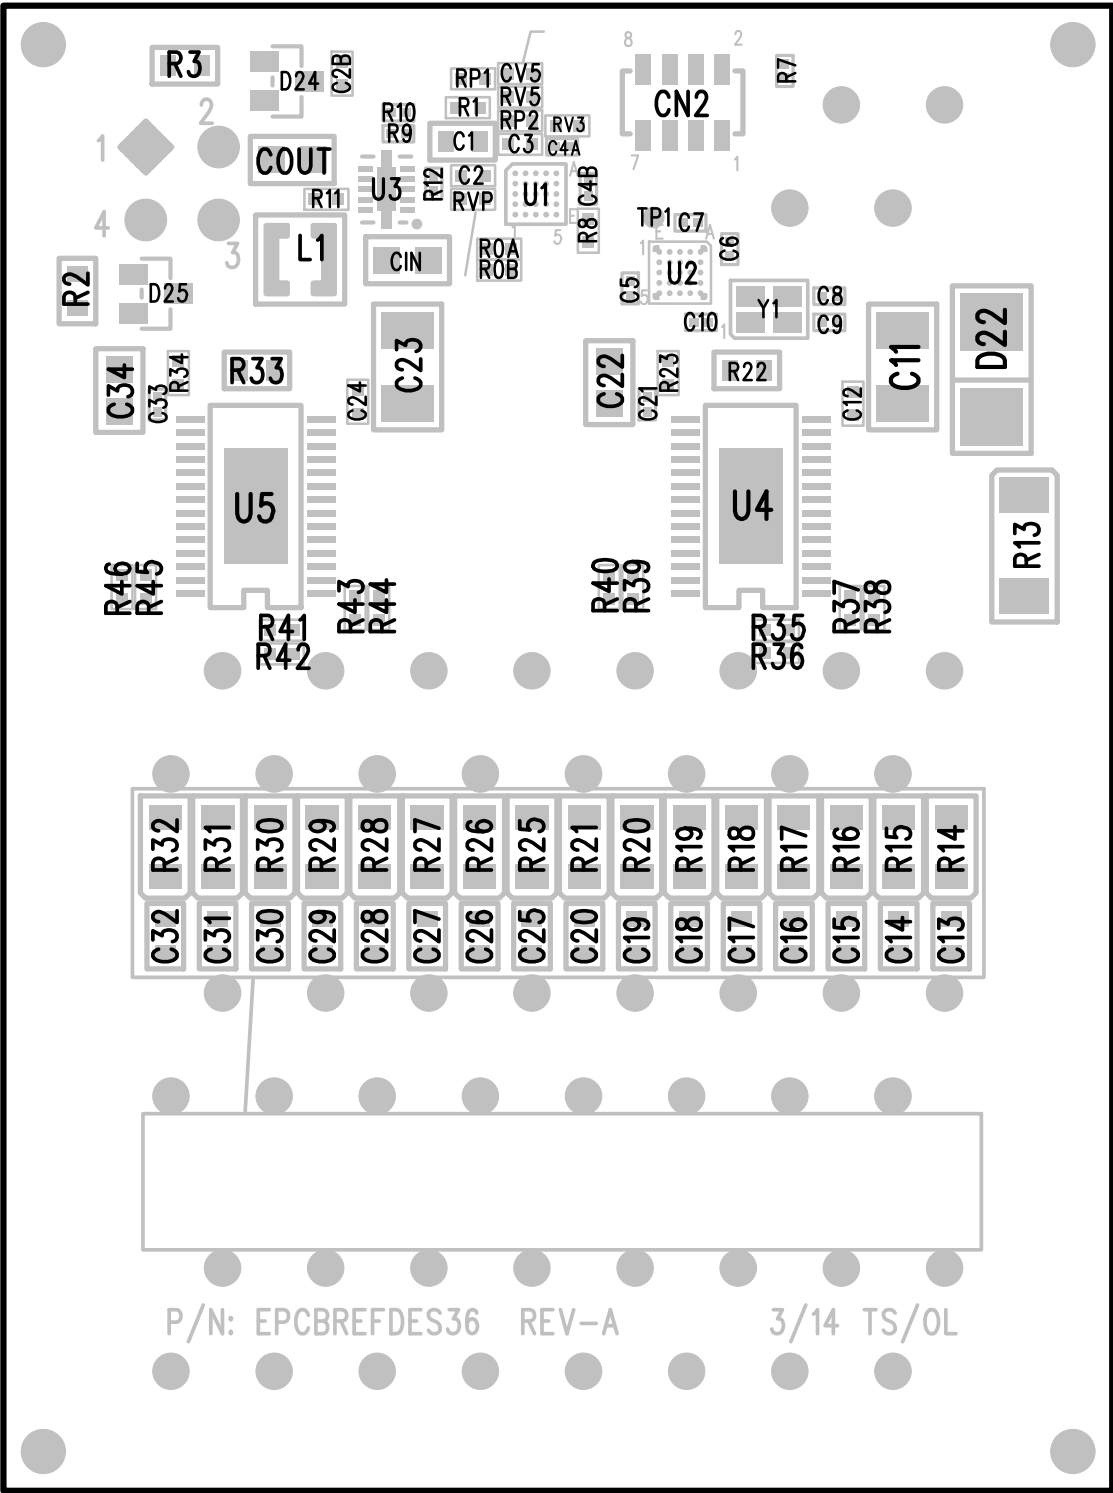 8 2
R3 D24 C2B RP1 CV5 R7
R1 RV5 CN2
2 R10 RP2 RV3
1 R9 C1 C3 C4A
COUT 7 1
R11 U3 R12 C2 U1 A C4B
RVP E
4 1 5 R8 TP1 C7
3 L1 R0A E A
CIN R0B 1 U2 C6
R2 D25 C5 5
C10 1 Y1 C8
C9
C34 C33 R34 R33 C24 C23 C22 C21 R23 R22 C12 C11 D22
U5 U4 R13
R46 R45 R43 R44 R40 R39 R37 R38
R41 R35
R42 R36
R32 R31 R30 R29 R28 R27 R26 R25 R21 R20 R19 R18 R17 R16 R15 R14
C32 C31 C30 C29 C28 C27 C26 C25 C20 C19 C18 C17 C16 C15 C14 C13
P/N: EPCBREFDES36 REV-A 3/14 TS/OL